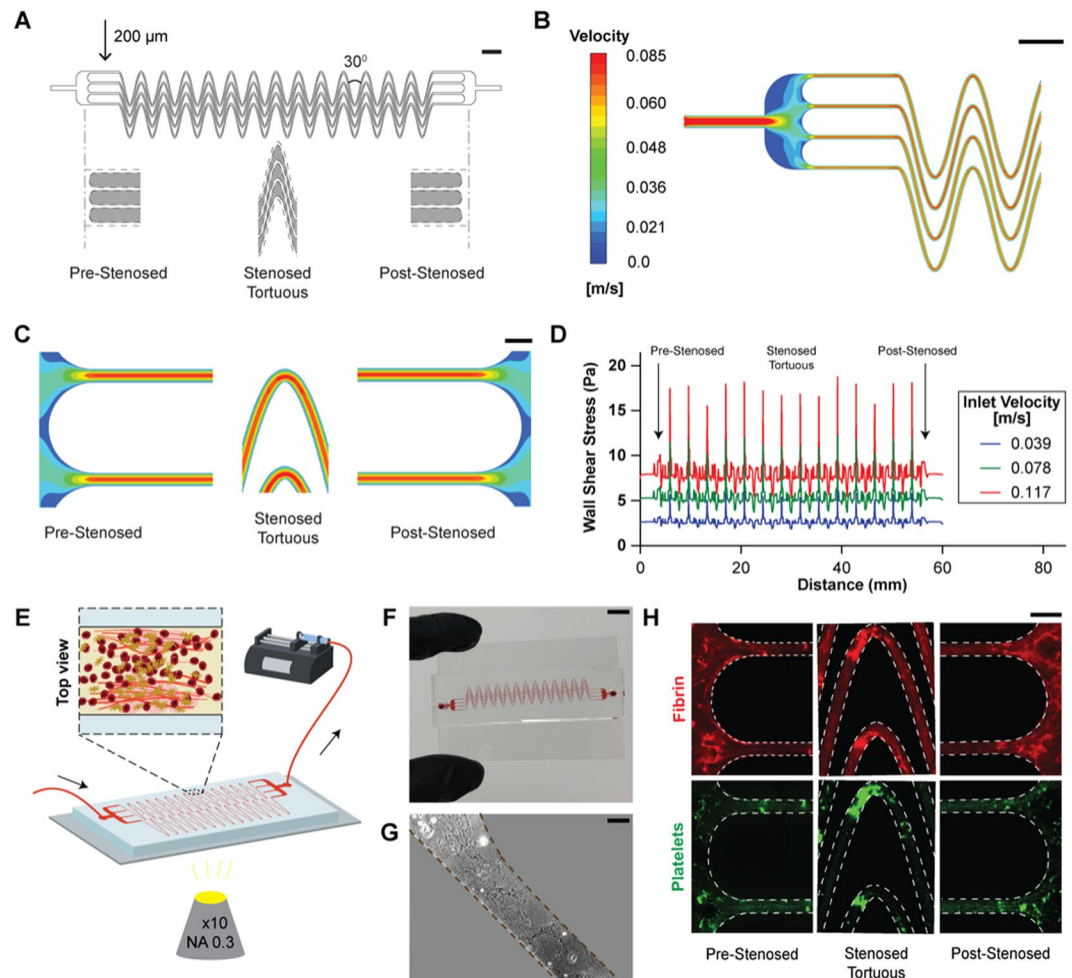 A
200 µm
30⁰
Pre-Stenosed
Stenosed
Tortuous
Post-Stenosed
B
Velocity
0.085
0.060
0.048
0.036
0.021
0.0
[m/s]
C
Pre-Stenosed
Stenosed
Tortuous
Post-Stenosed
D
Pre-Stenosed
Stenosed
Tortuous
Post-Stenosed
Wall Shear Stress (Pa)
20
15
10
5
0
0
20
40
60
80
Distance (mm)
Inlet Velocity
[m/s]
0.039
0.078
0.117
E
Top view
x10
NA 0.3
F
G
H
Fibrin
Platelets
Pre-Stenosed
Stenosed
Tortuous
Post-Stenosed